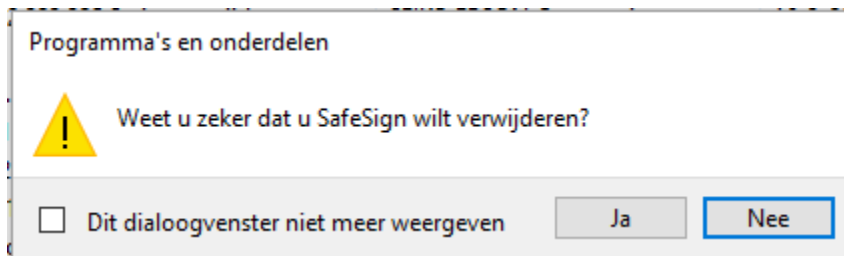 Programma's en onderdelen
Weet u zeker dat u SafeSign wilt verwijderen?
Dit dialoogvenster niet meer weergeven
Ja
Nee